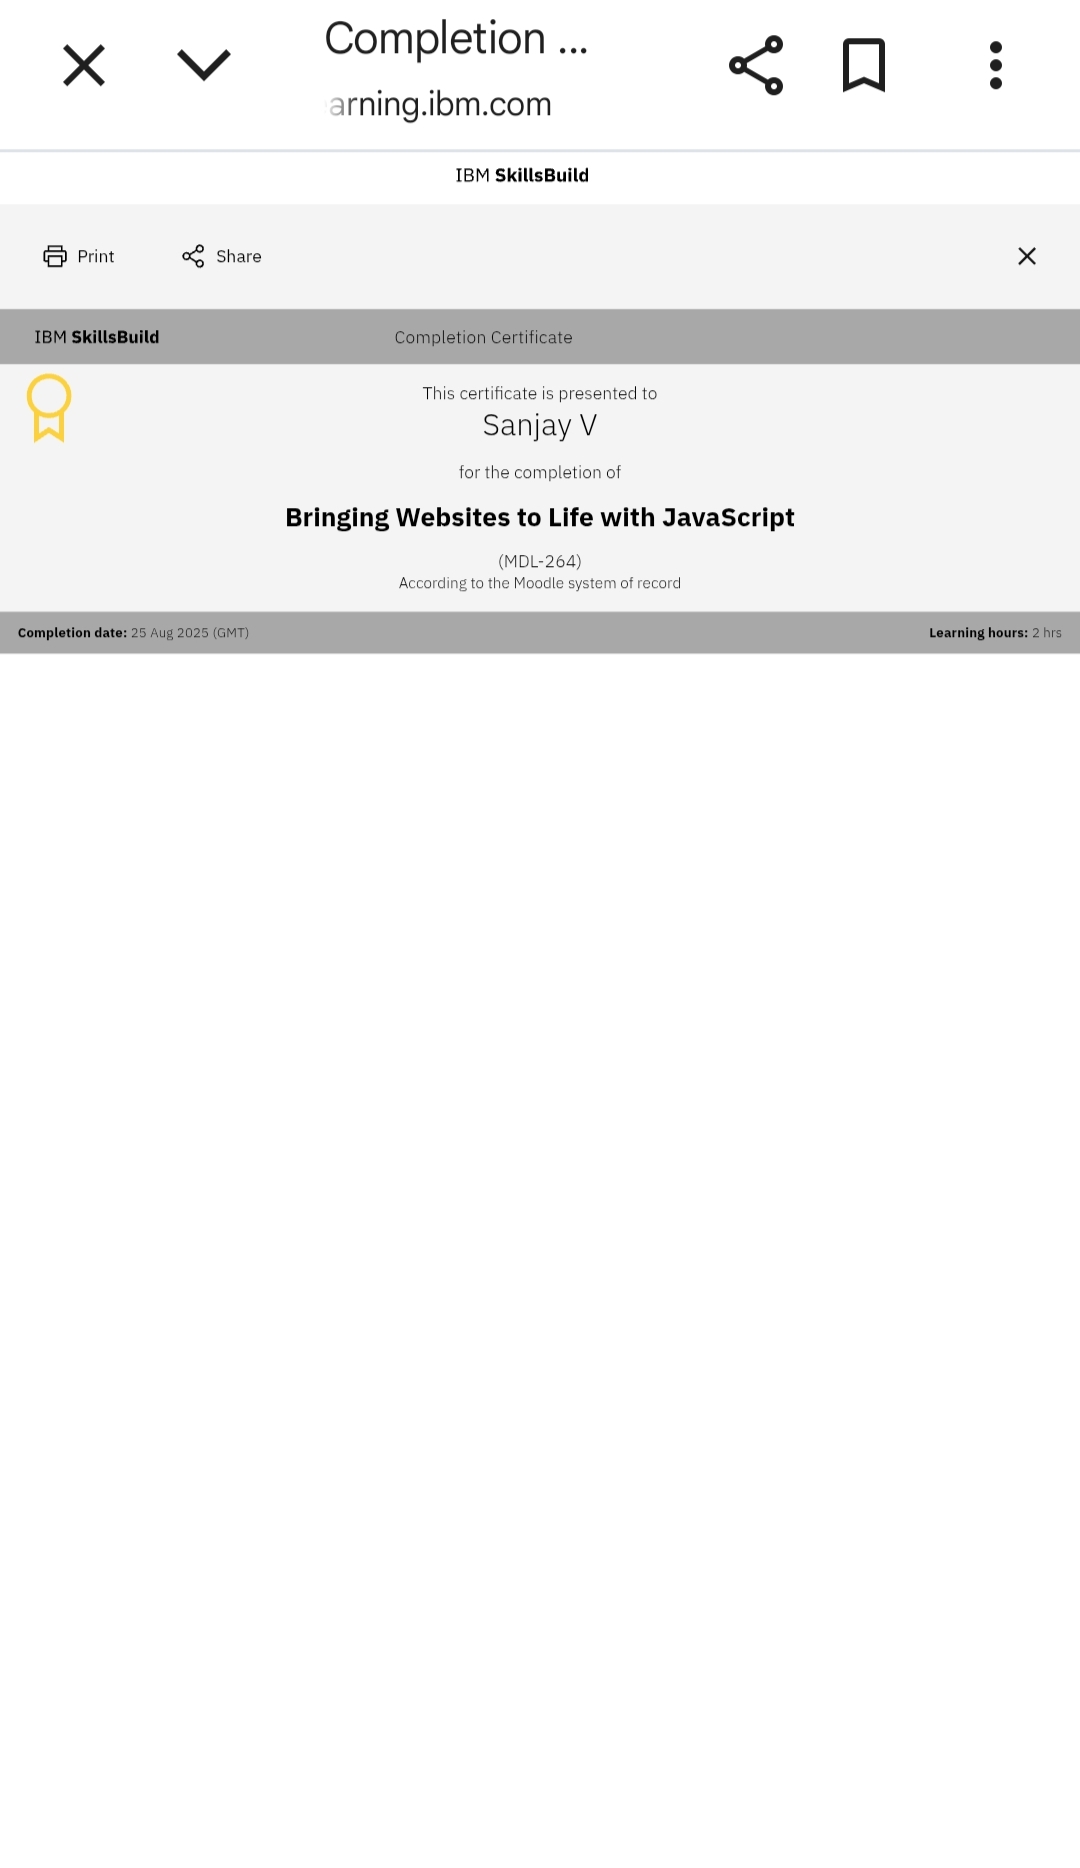 Completion ...
arning.ibm.com
IBM SkillsBuild
Print Share
IBM SkillsBuild Completion Certificate
This certificate is presented to
Sanjay V
for the completion of
Bringing Websites to Life with JavaScript
(MDL-264)
According to the Moodle system of record
Completion date: 25 Aug 2025 (GMT) Learning hours: 2 hrs